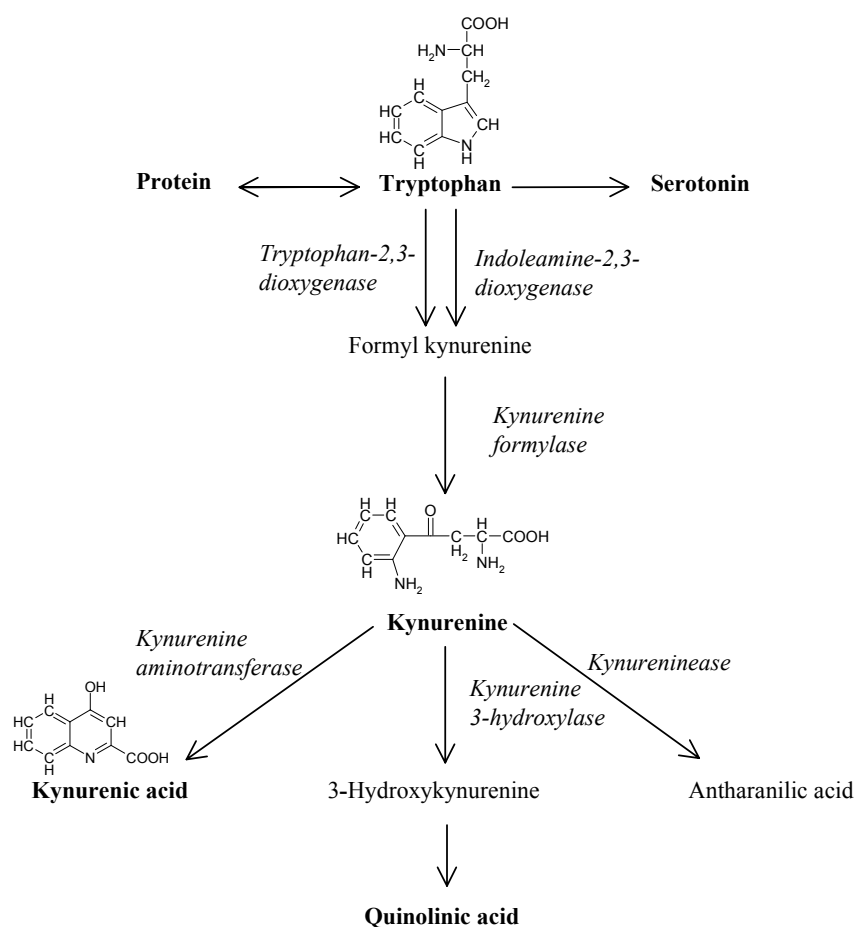 COOH
H2N CH
CH2
H
C
HC
CH
HC
C
N
H
H
Protein Tryptophan Serotonin
Tryptophan-2,3-
dioxygenase
Indoleamine-2,3-
dioxygenase
Formyl kynurenine
Kynurenine
formylase
H H
C C
O
H
HC
C
C
COOH
C
H2
NH2
C
H
NH2
Kynurenine
Kynurenine
aminotransferase
Kynureninease
Kynurenine
3-hydroxylase
OH
H
C
HC
CH
HC
C
N
COOH
H
Kynurenic acid 3-Hydroxykynurenine Antharanilic acid
Quinolinic acid